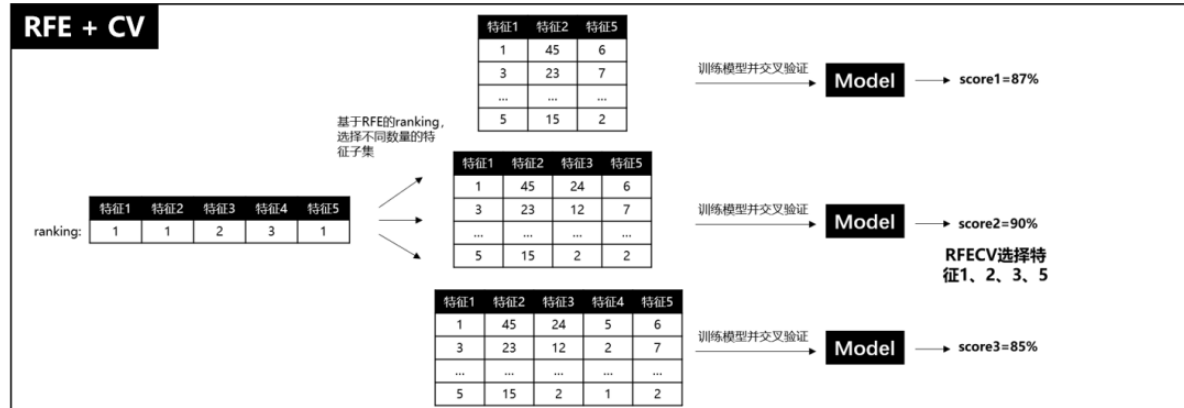 RFE + CV
特征1 特征2 特征5
1 45 6
3 23 7
... ... ...
5 15 2
训练模型并交叉验证
Model
score1=87%
基于RFE的ranking,
选择不同数量的特
征子集
ranking:
特征1 特征2 特征3 特征4 特征5
1 1 2 3 1
特征1 特征2 特征3 特征5
1 45 24 6
3 23 12 7
... ... ... ...
5 15 2 2
训练模型并交叉验证
Model
score2=90%
RFECV选择特
征1、2、3、5
特征1 特征2 特征3 特征4 特征5
1 45 24 5 6
3 23 12 2 7
... ... ... ... ...
5 15 2 1 2
训练模型并交叉验证
Model
score3=85%